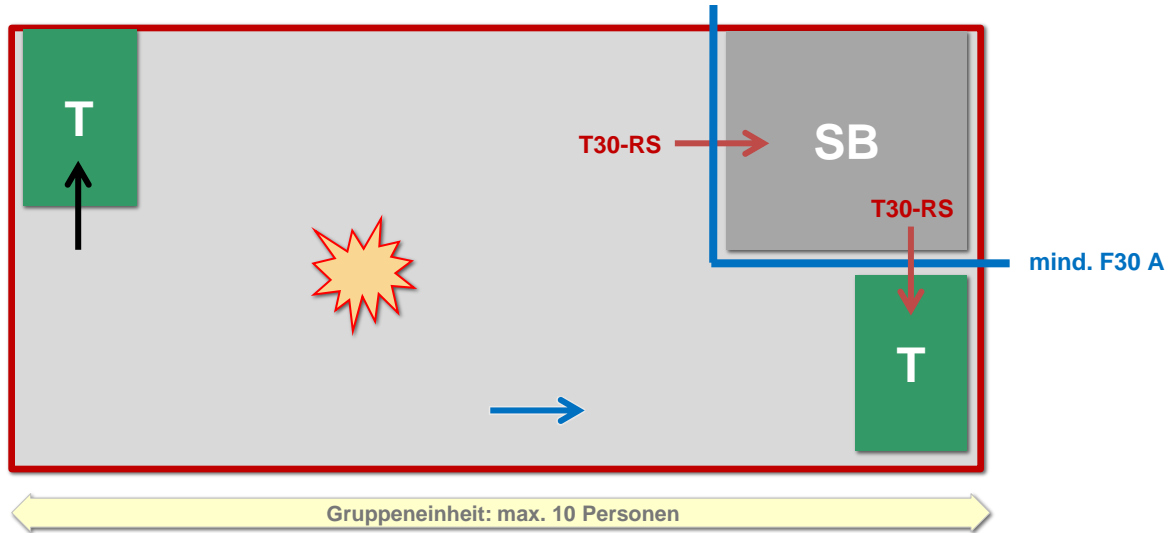 T
T30-RS
SB
T30-RS
mind. F30 A
T
Gruppeneinheit: max. 10 Personen